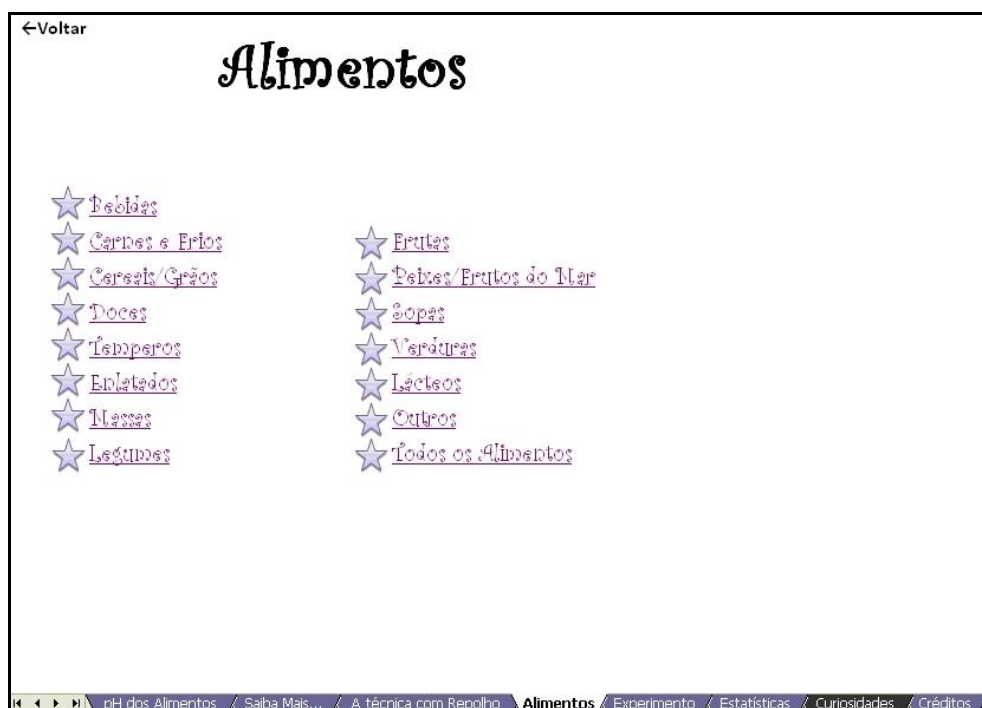 ←Voltar
Alimentos
Bebidas
Carnes e Frios
Cereais/Grãos
Doces
Temperos
Enlatados
Massas
Legumes
Frutas
Peixes/Frutos do Mar
Sopas
Verduras
Lácteos
Outros
Todos os Alimentos
pH dos Alimentos / Saiba Mais... / A técnica com Repolho \ Alimentos / Experimento / Estatísticas / Curiosidades / Créditos